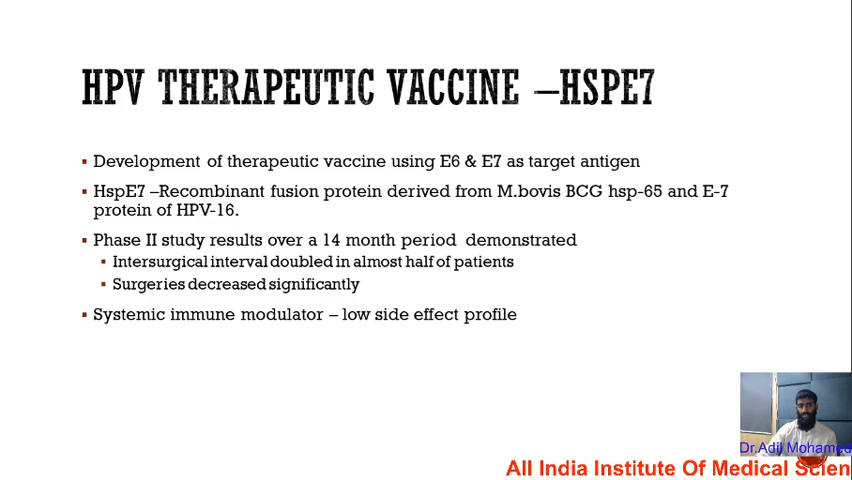 HPV THERAPEUTIC VACCINE –HSPE7
▪ Development of therapeutic vaccine using E6 & E7 as target antigen
▪ HspE7 –Recombinant fusion protein derived from M.bovis BCG hsp-65 and E-7
protein of HPV-16.
▪ Phase II study results over a 14 month period demonstrated
▪ Intersurgical interval doubled in almost half of patients
▪ Surgeries decreased significantly
▪ Systemic immune modulator – low side effect profile
Dr.Adil Mohamed
All India Institute Of Medical Scien